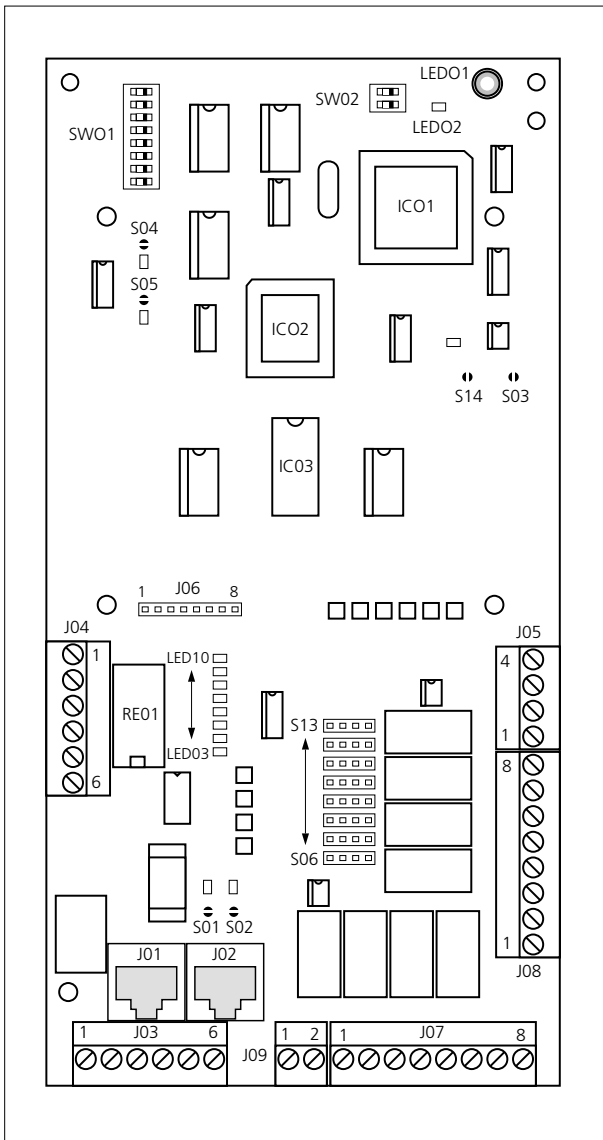 LEDO1
SW02
LEDO2
SWO1
ICO1
S04
S05
ICO2
S14 S03
IC03
1 J06 8
J04
J05
1
LED10
4
RE01
S13
1
LED03
8
6
S06
S01 S02
J01 J02
1
J08
1 J03 6
J09
1 2
1 J07 8